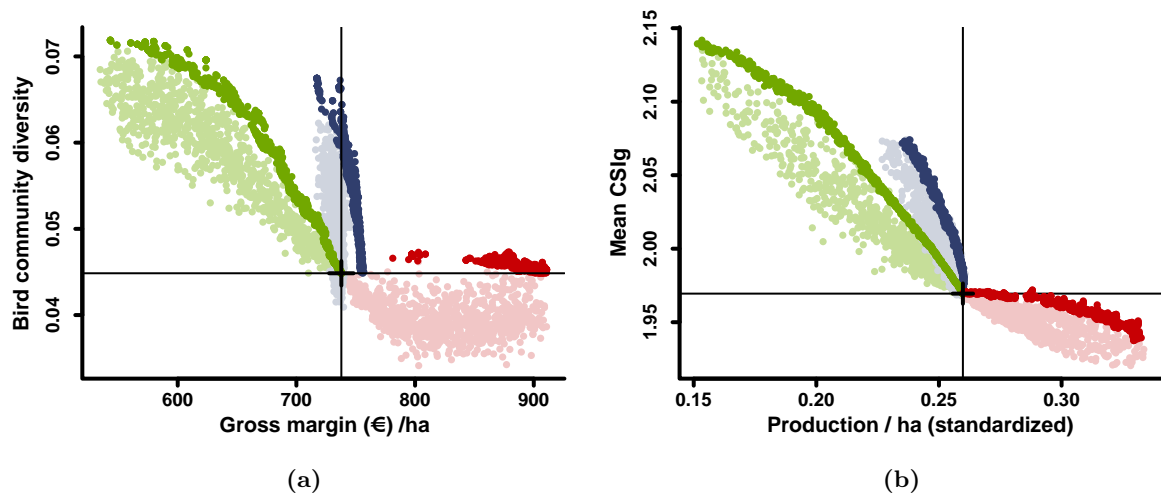 0.07
0.06
0.05
0.04
Bird community diversity
600
700
800
900
Gross margin (€) /ha
(a)
2.15
2.10
2.05
2.00
1.95
Mean CSIg
0.15
0.20
0.25
0.30
Production / ha (standardized)
(b)